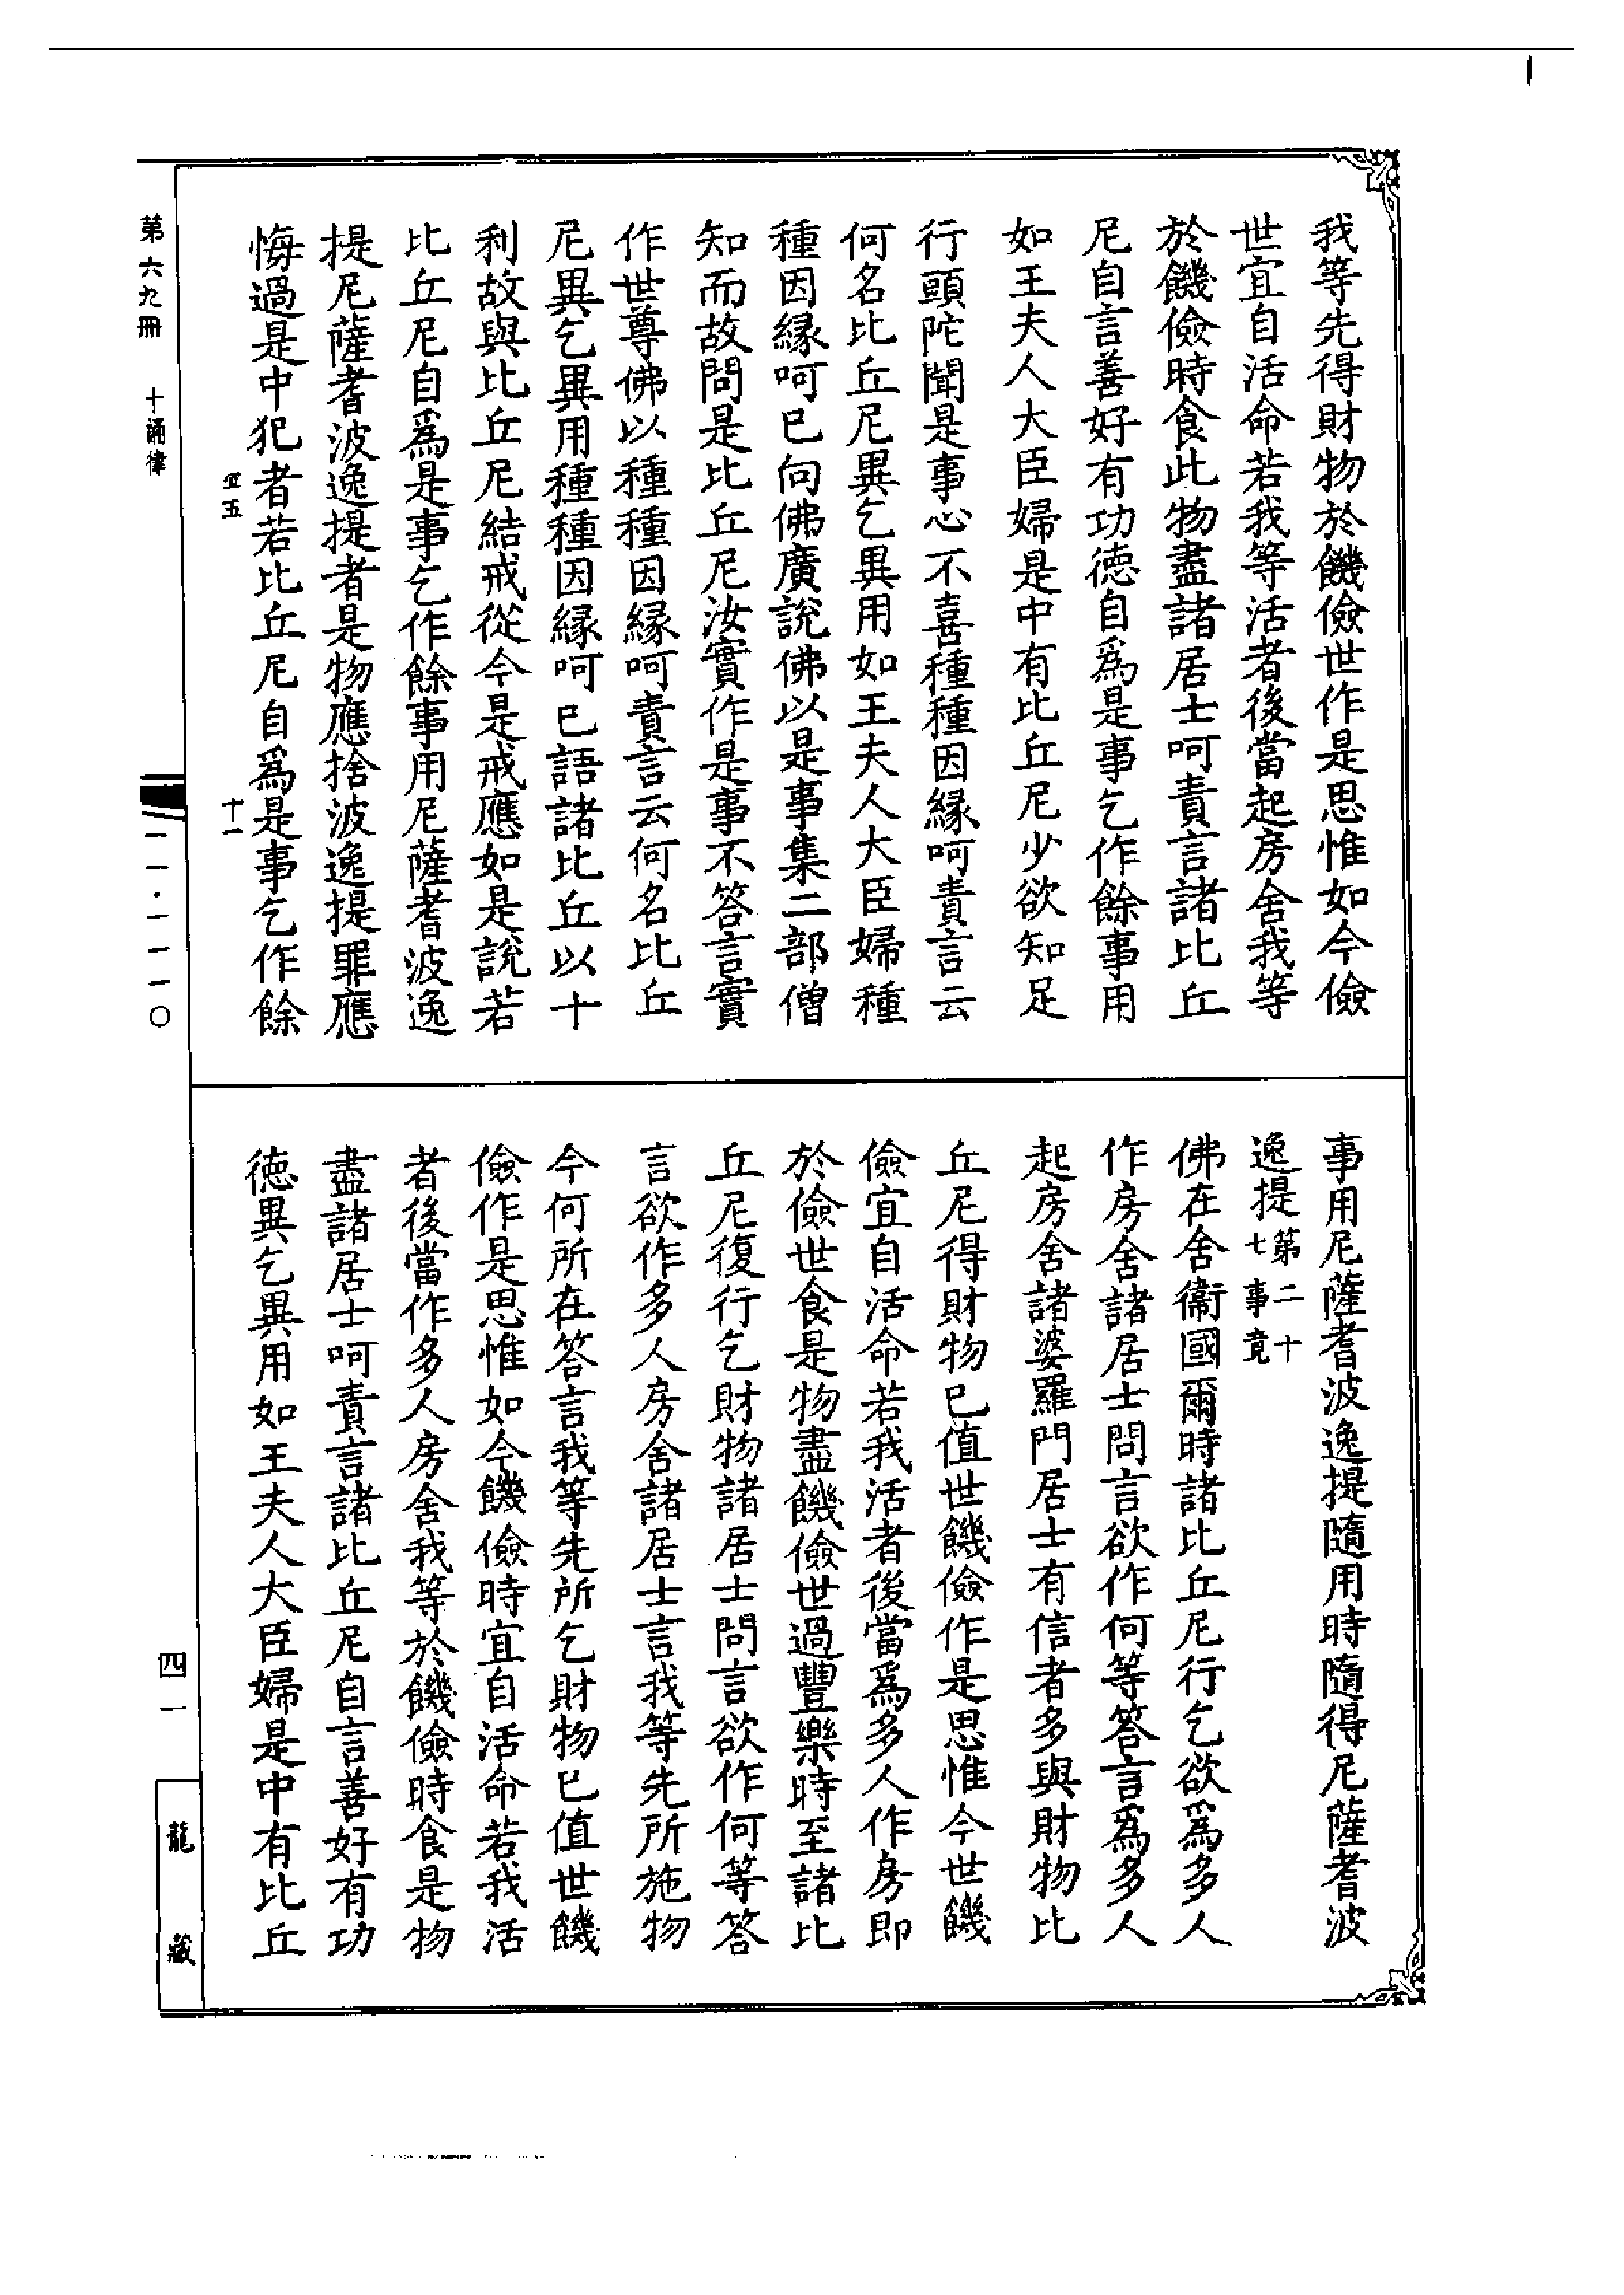 我等先得財物於饑儉世作是思惟如今儉
世宜自活命若我等活者後當起房舍我等
於饑儉時食此物盡諸居士呵責言諸比丘
尼自言善好有功德自爲是事乞作餘事用
如王夫人大臣婦是中有比丘尼少欲知足
行頭陀聞是事心不喜種種因緣呵責言云
何名比丘尼異乞異用如王夫人大臣婦種
種因緣呵已向佛廣說佛以是事集二部僧
知而故問是比丘尼汝實作是事不答言實
作世尊佛以種種因緣呵責言云何名比丘
尼異乞異用種種因緣呵已語諸比丘以十
利故與比丘尼結戒從今是戒應如是說若
比丘尼自爲是事乞作餘事用尼薩耆波逸
提尼薩耆波逸提者是物應捨波逸提罪應
悔過是中犯者若比丘尼自爲是事乞作餘
五 十一
事用尼薩耆波逸提隨用時隨得尼薩耆波
逸提第二十七事竟
佛在舍衞國爾時諸比丘尼行乞欲爲多人
作房舍諸居士問言欲作何等答言爲多人
起房舍諸婆羅門居士有信者多與財物比
丘尼得財物已值世饑儉作是思惟今世饑
儉宜自活命若我活者後當爲多人作房即
於儉世食是物盡饑儉世過豐樂時至諸比
丘尼復行乞財物諸居士問言欲作何等答
言欲作多人房舍諸居士言我等先所施物
今何所在答言我等先所乞財物已值世饑
儉作是思惟如今饑儉時宜自活命若我活
者後當作多人房舍我等於饑儉時食是物
盡諸居士呵責言諸比丘尼自言善好有功
德異乞異用如王夫人大臣婦是中有比丘
第六九冊 十誦律 一一·一一一〇
四一
龍藏